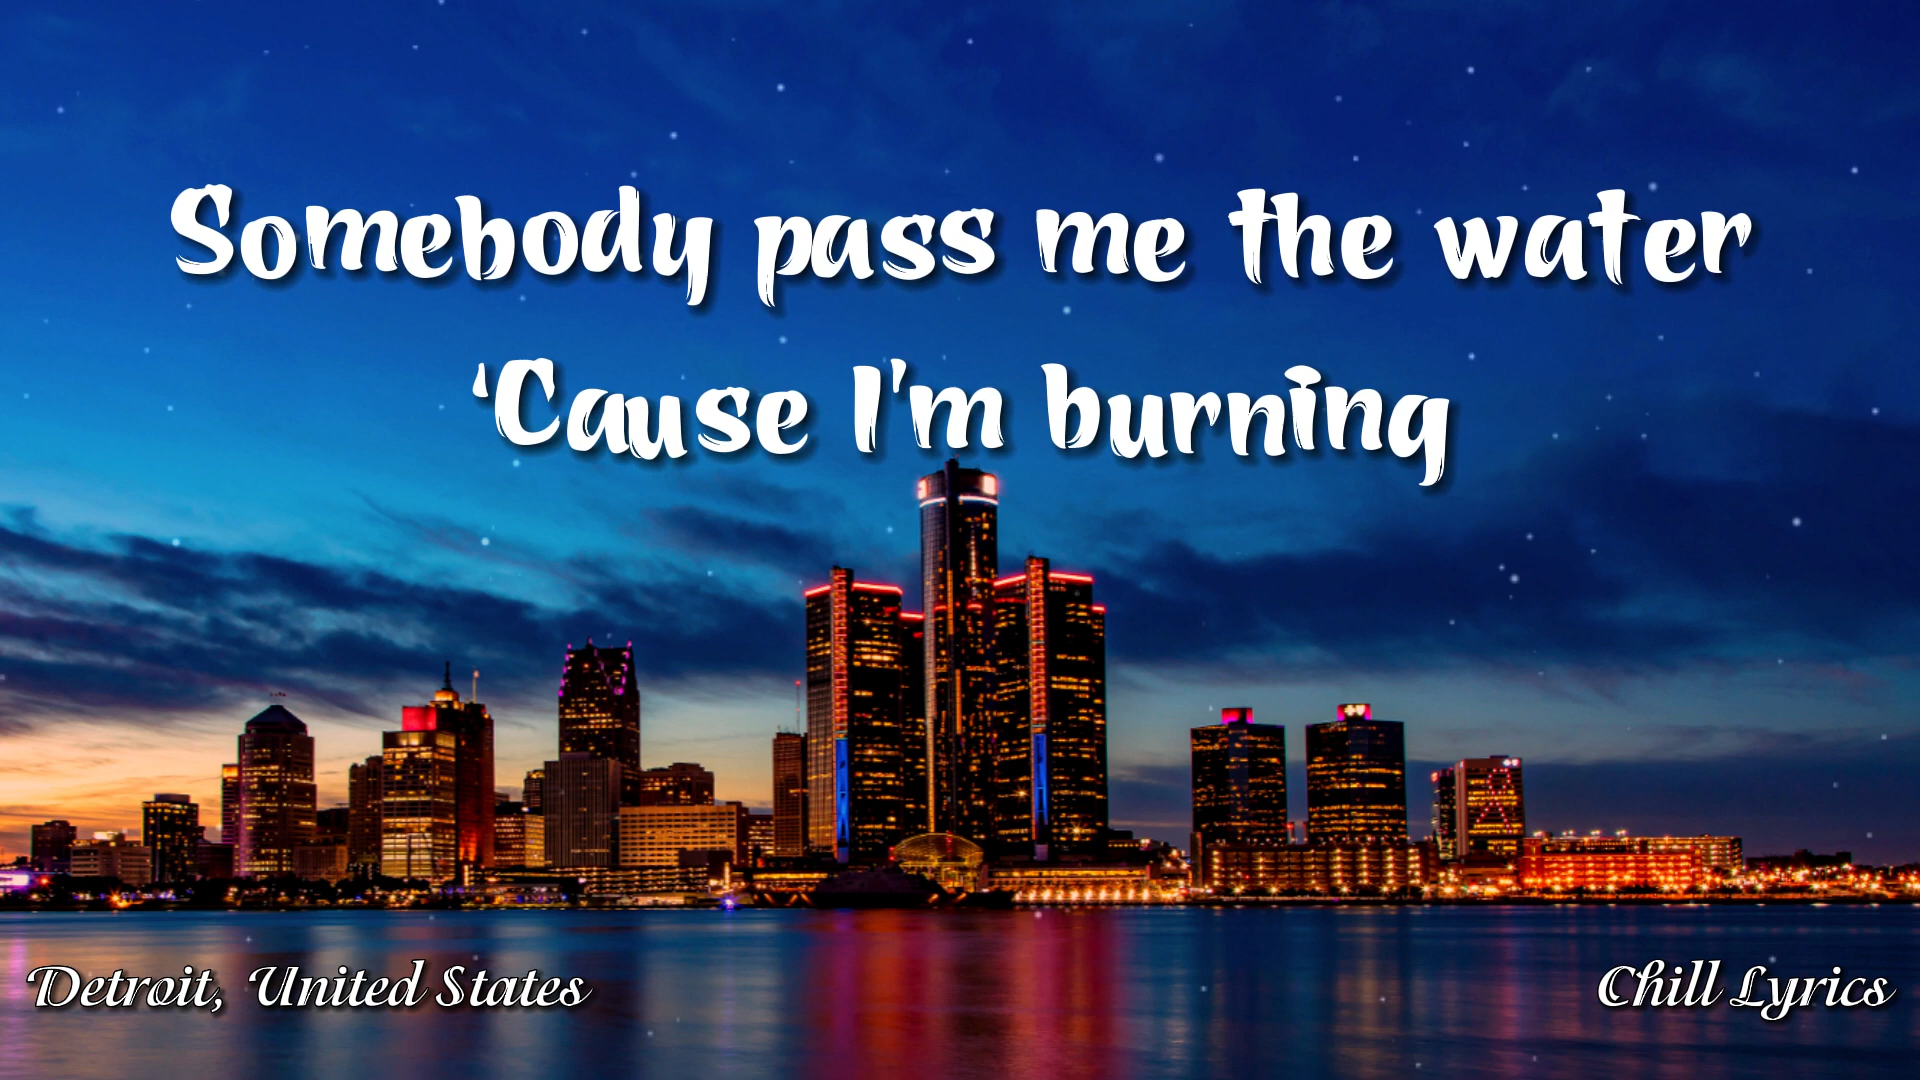 Somebody pass me the water
‘Cause I'm burning
Detroit, United States
Chill Lyrics